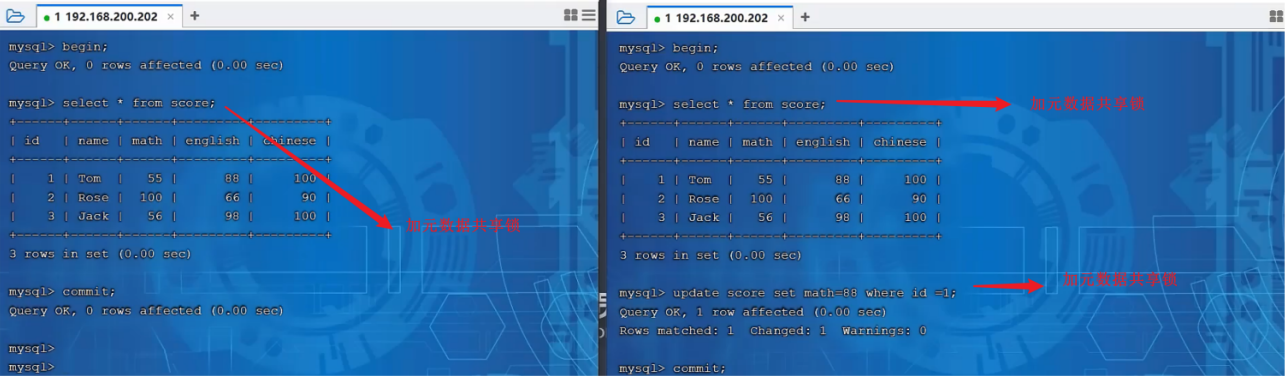 1 192.168.200.202 × +
mysql> begin;
Query OK, 0 rows affected (0.00 sec)
mysql> select * from score;
+------+------+------+---------+---------+
| id   | name | math | english | chinese |
+------+------+------+---------+---------+
|    1 | Tom  |   55 |      88 |     100 |
|    2 | Rose |  100 |      66 |      90 |
|    3 | Jack |   56 |      98 |     100 |
+------+------+------+---------+---------+
加元数据共享锁
3 rows in set (0.00 sec)
mysql> commit;
Query OK, 0 rows affected (0.00 sec)
mysql>
mysql>
1 192.168.200.202 × +
mysql> begin;
Query OK, 0 rows affected (0.00 sec)
mysql> select * from score;
加元数据共享锁
+------+------+------+---------+---------+
| id   | name | math | english | chinese |
+------+------+------+---------+---------+
|    1 | Tom  |   55 |      88 |     100 |
|    2 | Rose |  100 |      66 |      90 |
|    3 | Jack |   56 |      98 |     100 |
+------+------+------+---------+---------+
3 rows in set (0.00 sec)
加元数据共享锁
mysql> update score set math=88 where id =1;
Query OK, 1 row affected (0.00 sec)
Rows matched: 1  Changed: 1  Warnings: 0
mysql> commit;